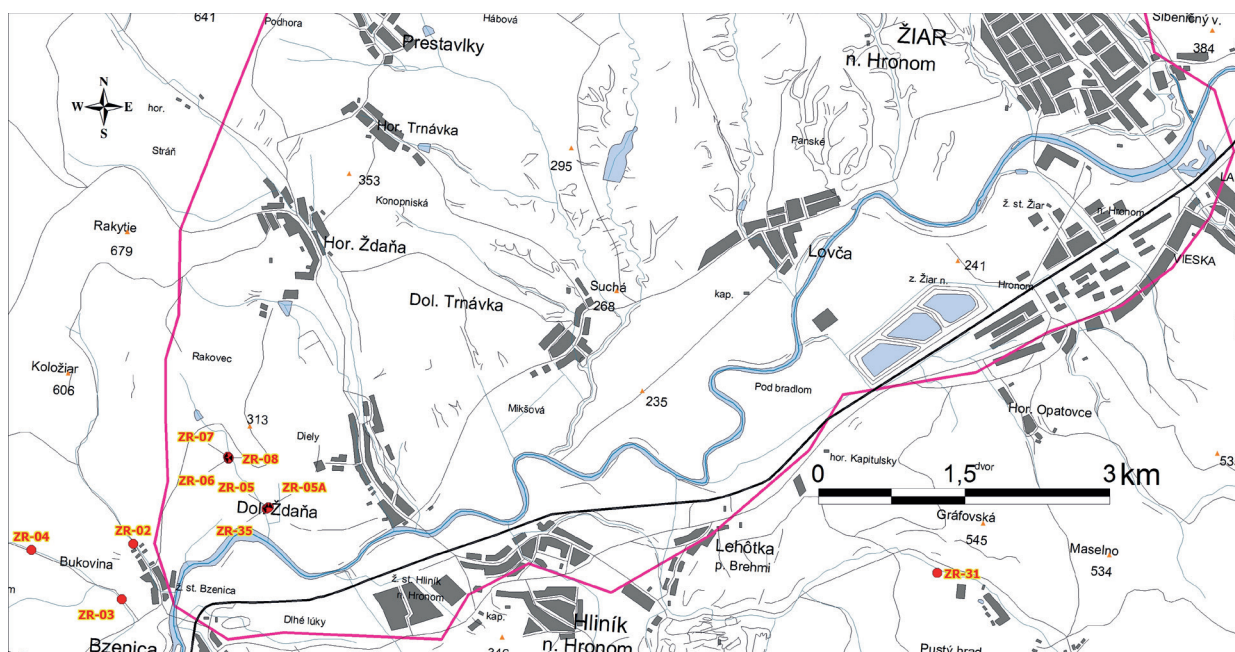 641
Podhora
Hábová
Prestavlky
ŽIAR
n. Hronom
Šibeničný v.
384
N
W E
S
hor.
Stráň
Hor. Trnávka
295
Panské
353
Konopniská
LA
ž. st. Žiar
n. Hronom
Rakytie
679
Hor. Ždaňa
Lovča
VIESKA
241
Suchá
268
kap.
z. Žiar n.
Hronom
Dol. Trnávka
Rakovec
Koložiar
606
Pod bradlom
235
Mikšová
313
Hor. Opatovce
Diely
ZR-07
ZR-08
ZR-06
hor. Kapitulsky
dvor
53
0 1,5 3 km
ZR-05
ZR-05A
Dol. Ždaňa
Gráfovská
545
ZR-35
ZR-02
ZR-04
Bukovina
Lehôtka
p. Brehmi
Maselno
534
ZR-31
ž. st. Hliník
n. Hronom
m
ž. st. Bzenica
ZR-03
Dlhé lúky
kap.
Hliník
n. Hronom
Bzenica
346
Pustý hrad